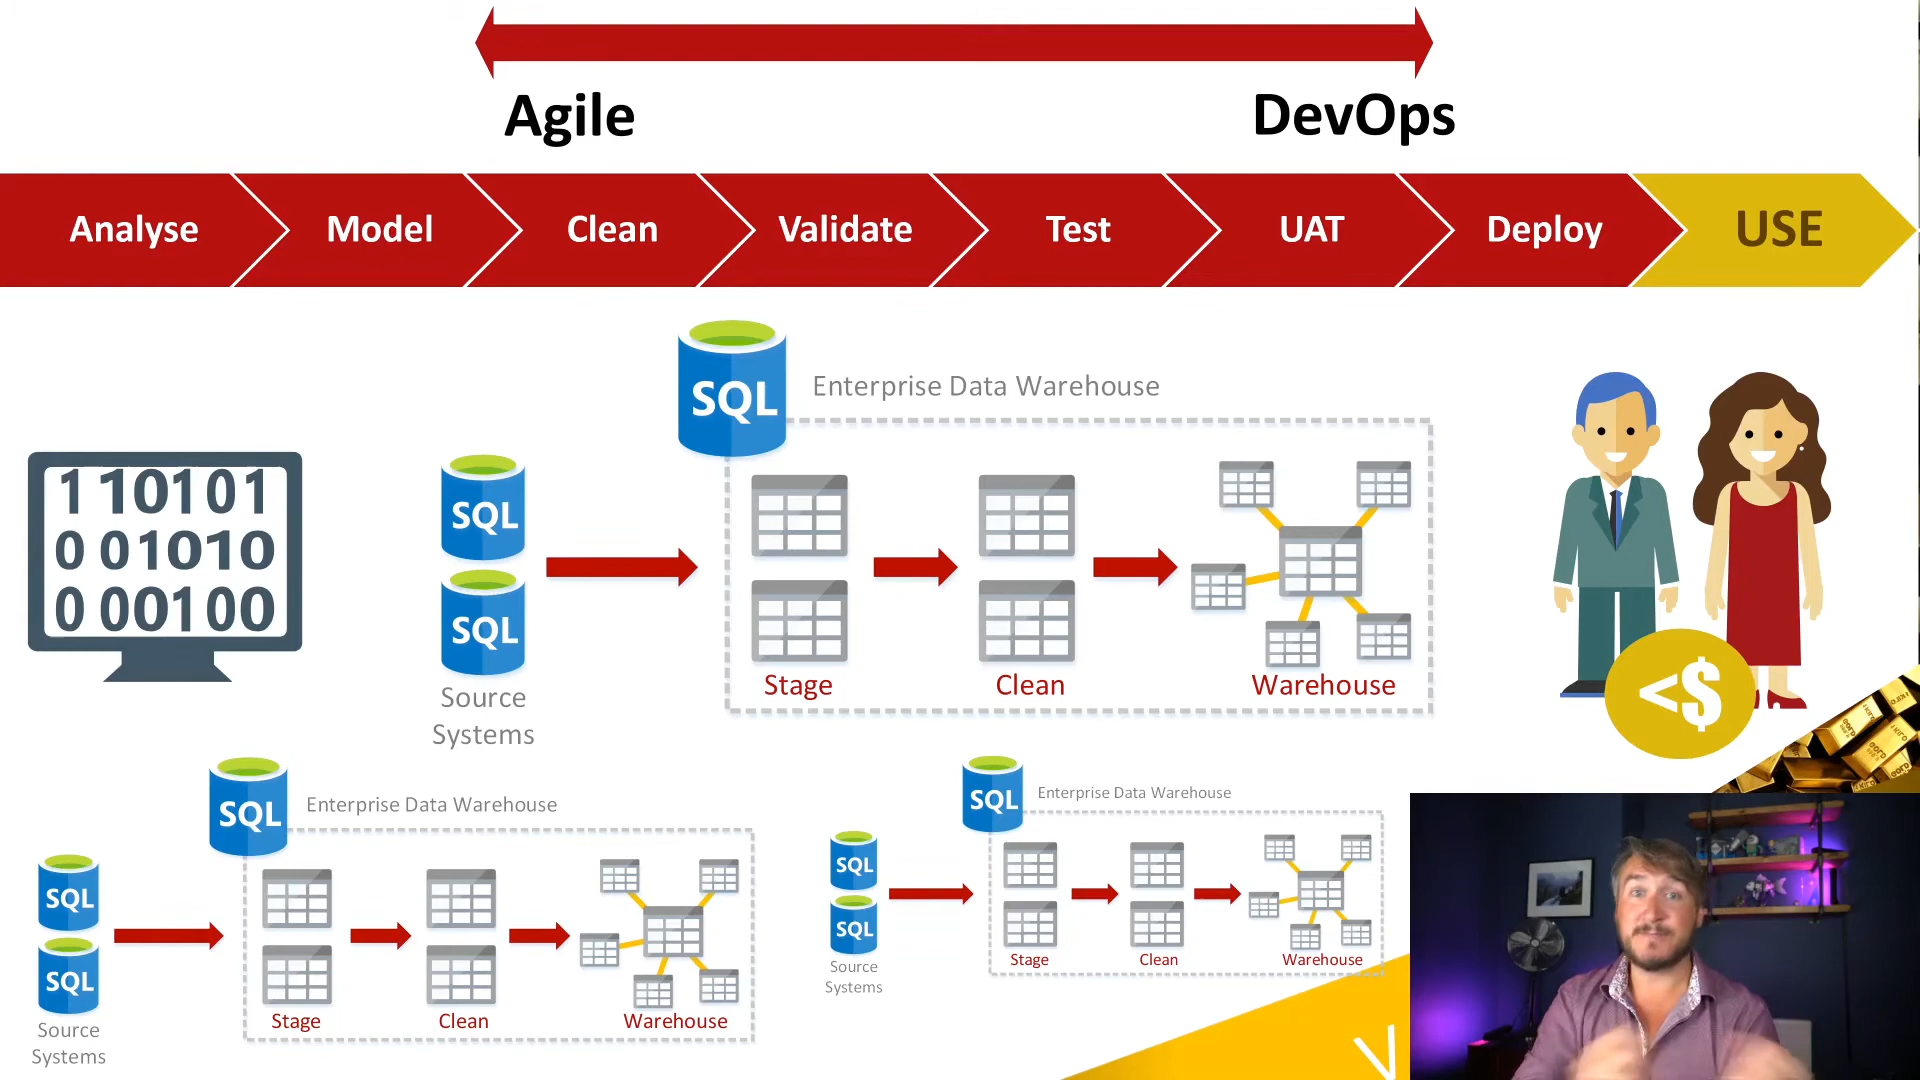 Agile
DevOps
Analyse
Model
Clean
Validate
Test
UAT
Deploy
USE
SQL
Enterprise Data Warehouse
1 10101
0 01010
0 00100
SQL
SQL
Source
Systems
Stage
Clean
Warehouse
<$
SQL
Enterprise Data Warehouse
SQL
SQL
Source
Systems
Stage
Clean
Warehouse
SQL
Enterprise Data Warehouse
SQL
SQL
Source
Systems
Stage
Clean
Warehouse